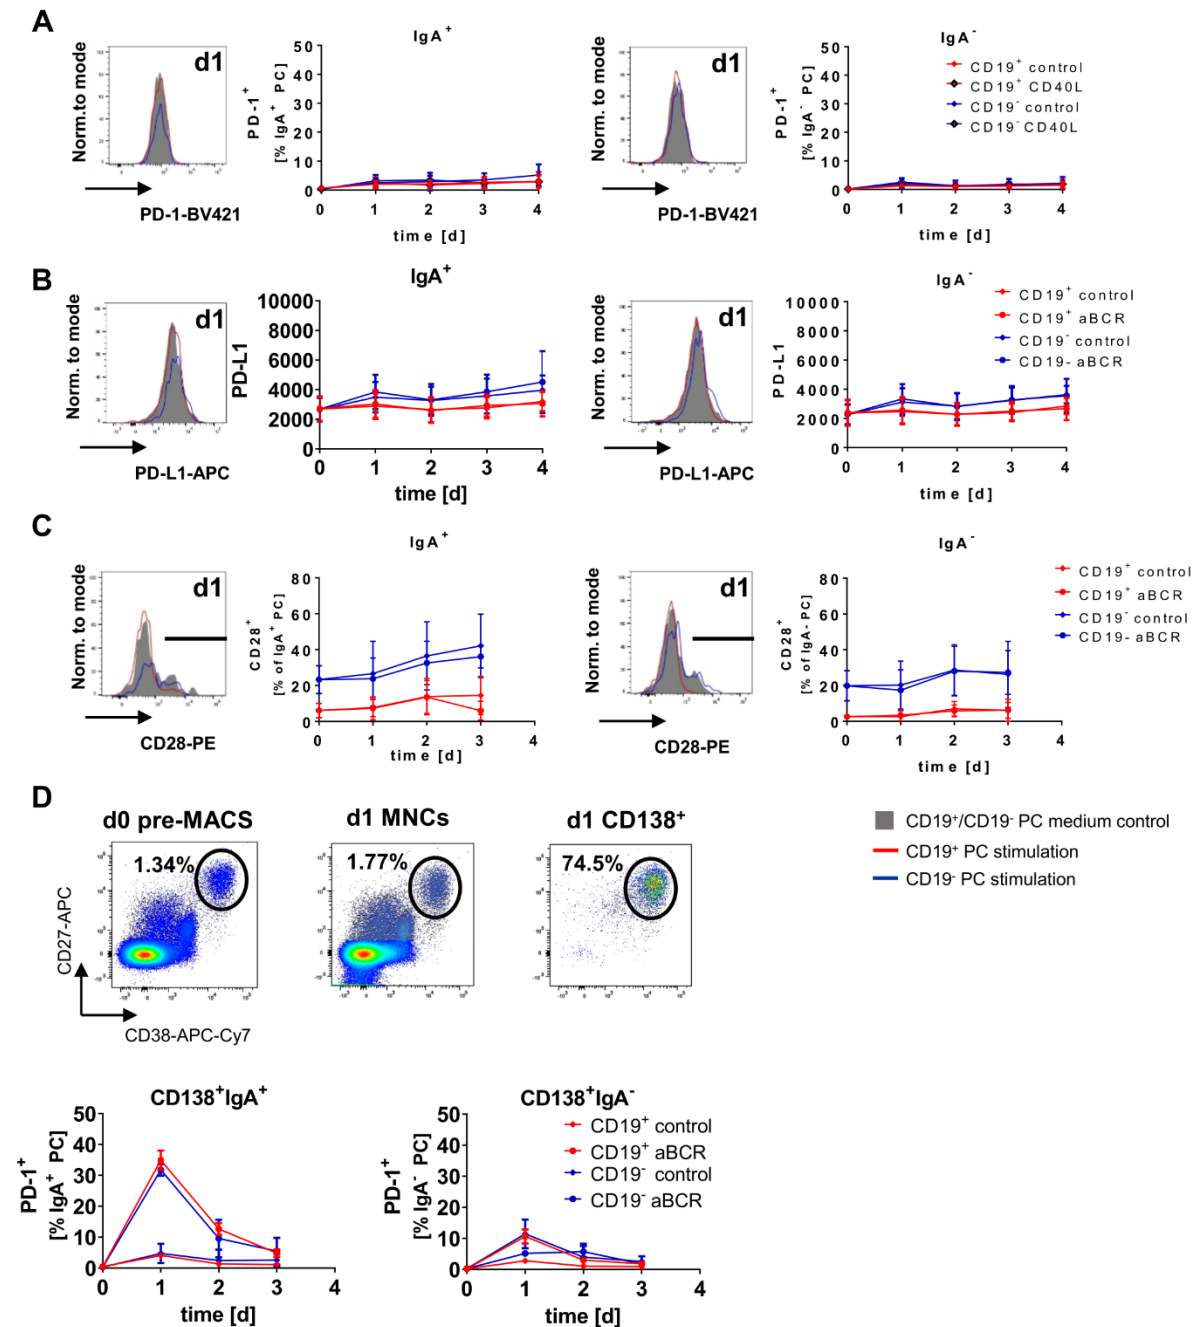 A
IgA+
IgA-
Norm.to mode
d1
PD-1-BV421
PD-1+
[% IgA+ PC]
50
40
30
20
10
0
0 1 2 3 4
time [d]
Norm.to mode
d1
PD-1-BV421
PD-1+
[% IgA- PC]
50
40
30
20
10
0
0 1 2 3 4
time [d]
CD19+ control
CD19+ CD40L
CD19- control
CD19- CD40L
B
IgA+
IgA-
Norm. to mode
d1
PD-L1-APC
PD-L1
10000
8000
6000
4000
2000
0
0 1 2 3 4
time [d]
Norm. to mode
d1
PD-L1-APC
PD-L1
10000
8000
6000
4000
2000
0
0 1 2 3 4
time [d]
CD19+ control
CD19+ aBCR
CD19- control
CD19- aBCR
C
IgA+
IgA-
Norm. to mode
d1
CD28-PE
CD28+
[% of IgA+ PC]
80
60
40
20
0
0 1 2 3 4
time [d]
Norm. to mode
d1
CD28-PE
CD28+
[% of IgA- PC]
80
60
40
20
0
0 1 2 3 4
time [d]
CD19+ control
CD19+ aBCR
CD19- control
CD19- aBCR
D
d0 pre-MACS
d1 MNCs
d1 CD138+
1.34%
1.77%
74.5%
CD27-APC
CD38-APC-Cy7
CD19+/CD19- PC medium control
CD19+ PC stimulation
CD19- PC stimulation
CD138+IgA+
CD138+IgA-
PD-1+
[% IgA+ PC]
50
40
30
20
10
0
0 1 2 3 4
time [d]
PD-1+
[% IgA- PC]
50
40
30
20
10
0
0 1 2 3 4
time [d]
CD19+ control
CD19+ aBCR
CD19- control
CD19- aBCR